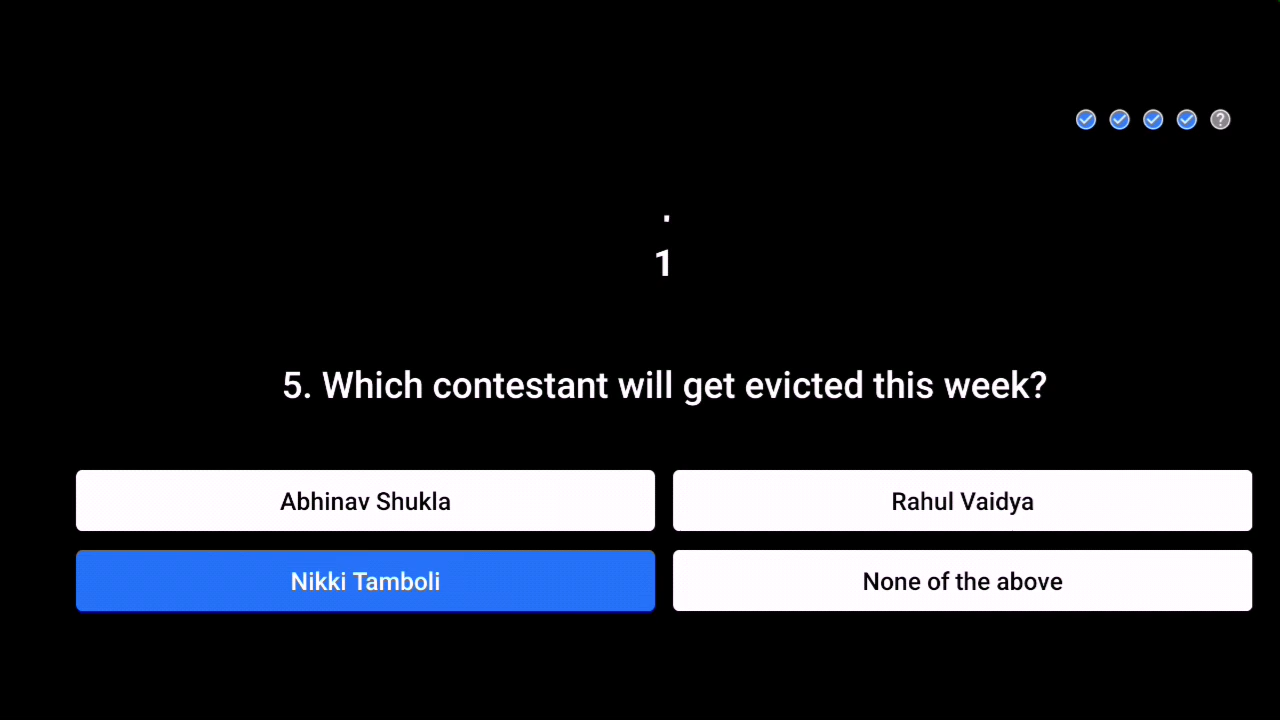 ?
1
5. Which contestant will get evicted this week?
Abhinav Shukla
Rahul Vaidya
Nikki Tamboli
None of the above